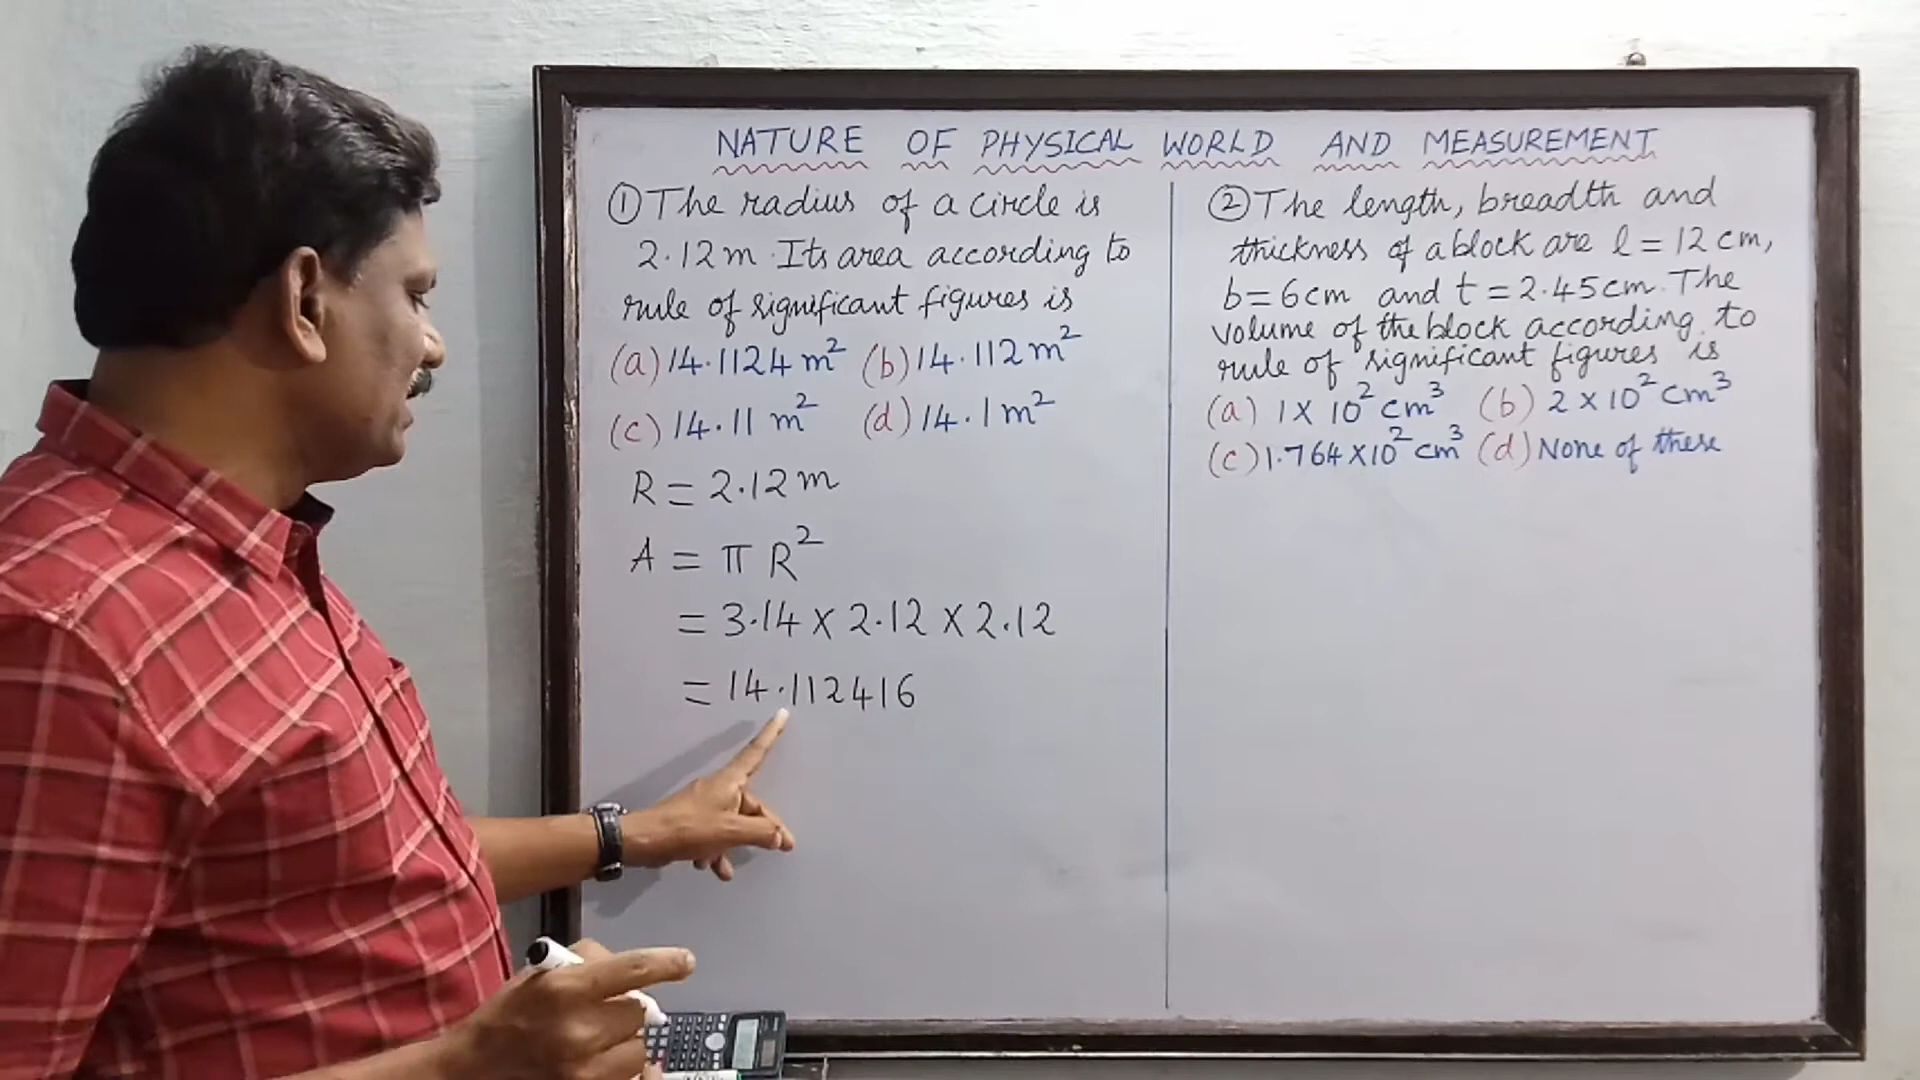 NATURE OF PHYSICAL WORLD AND MEASUREMENT
① The radius of a circle is
2.12 m. Its area according to
rule of significant figures is
(a) 14.1124 m² (b) 14.112 m²
(c) 14.11 m² (d) 14.1 m²
R = 2.12 m
A = π R²
= 3.14 × 2.12 × 2.12
= 14.112416
② The length, breadth and
thickness of a block are l = 12 cm,
b = 6 cm and t = 2.45 cm. The
volume of the block according to
rule of significant figures is
(a) 1 × 10² cm³ (b) 2 × 10² cm³
(c) 1.764 × 10² cm³ (d) None of these